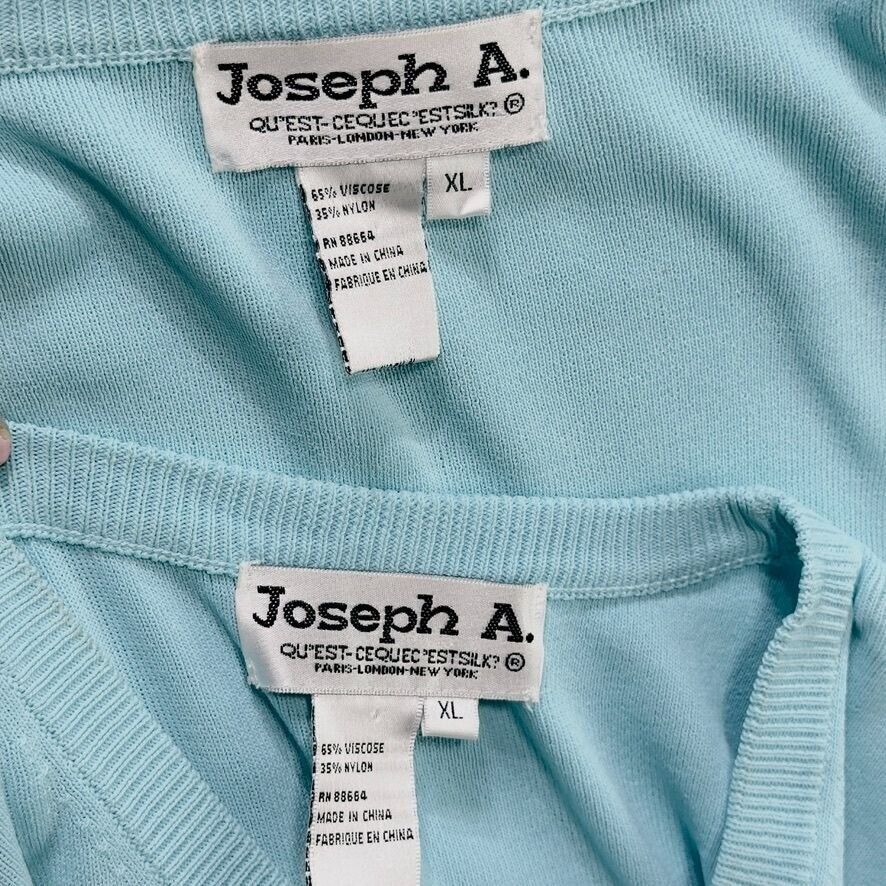 Joseph A.
QU'EST-CEQUEC'ESTSILK? ®
PARIS-LONDON-NEW YORK
XL
65% VISCOSE
35% NYLON
RN 88664
MADE IN CHINA
FABRIQUE EN CHINA
Joseph A.
QU'EST-CEQUEC'ESTSILK? ®
PARIS-LONDON-NEW YORK
XL
65% VISCOSE
35% NYLON
RN 88664
MADE IN CHINA
FABRIQUE EN CHINA